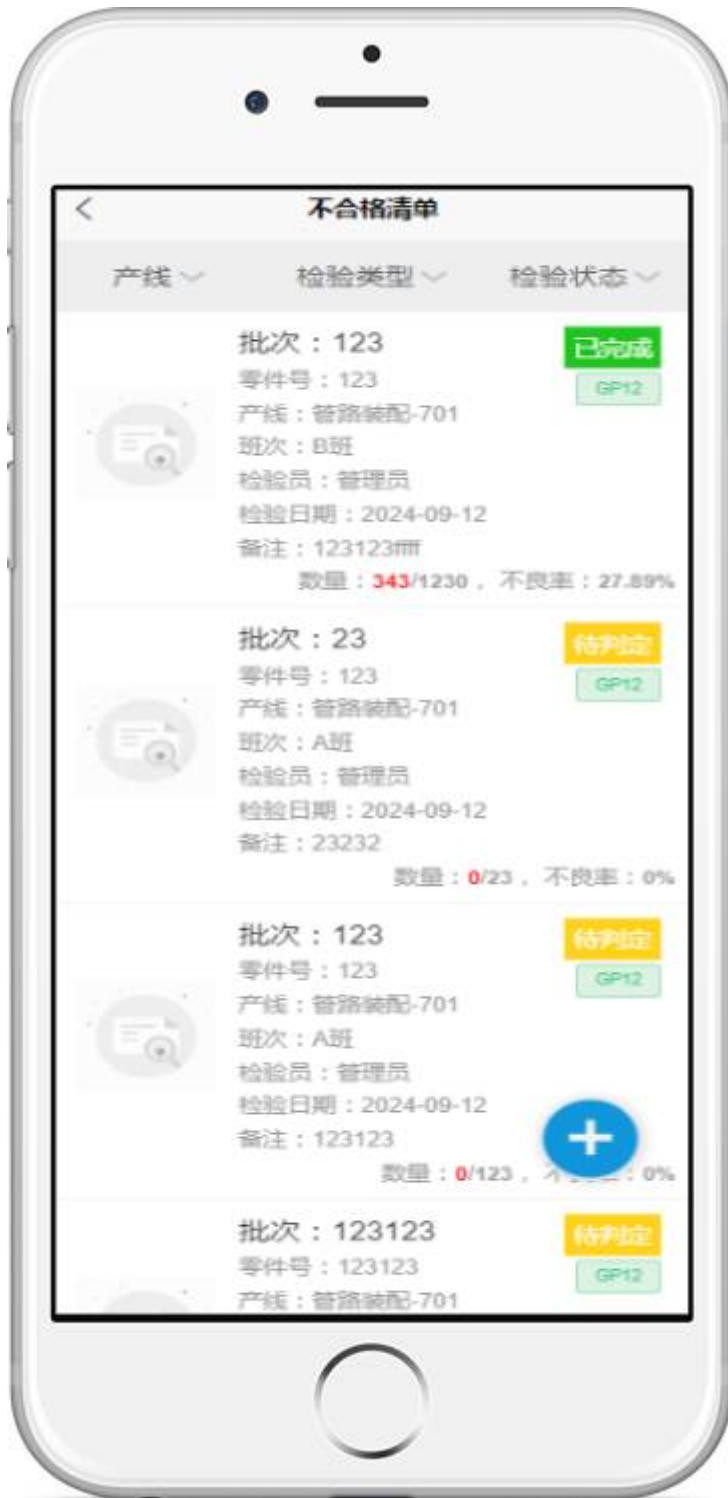 不合格清单
产线 检验类型 检验状态
批次：123 已完成
零件号：123 GP12
产线：管路装配-701
班次：B班
检验员：管理员
检验日期：2024-09-12
备注：123123fffff
数量：343/1230，不良率：27.89%
批次：23 待判定
零件号：123 GP12
产线：管路装配-701
班次：A班
检验员：管理员
检验日期：2024-09-12
备注：23232
数量：0/23，不良率：0%
批次：123 待判定
零件号：123 GP12
产线：管路装配-701
班次：A班
检验员：管理员
检验日期：2024-09-12
备注：123123
数量：0/123，：0%
批次：123123 待判定
零件号：123123 GP12
产线：管路装配-701